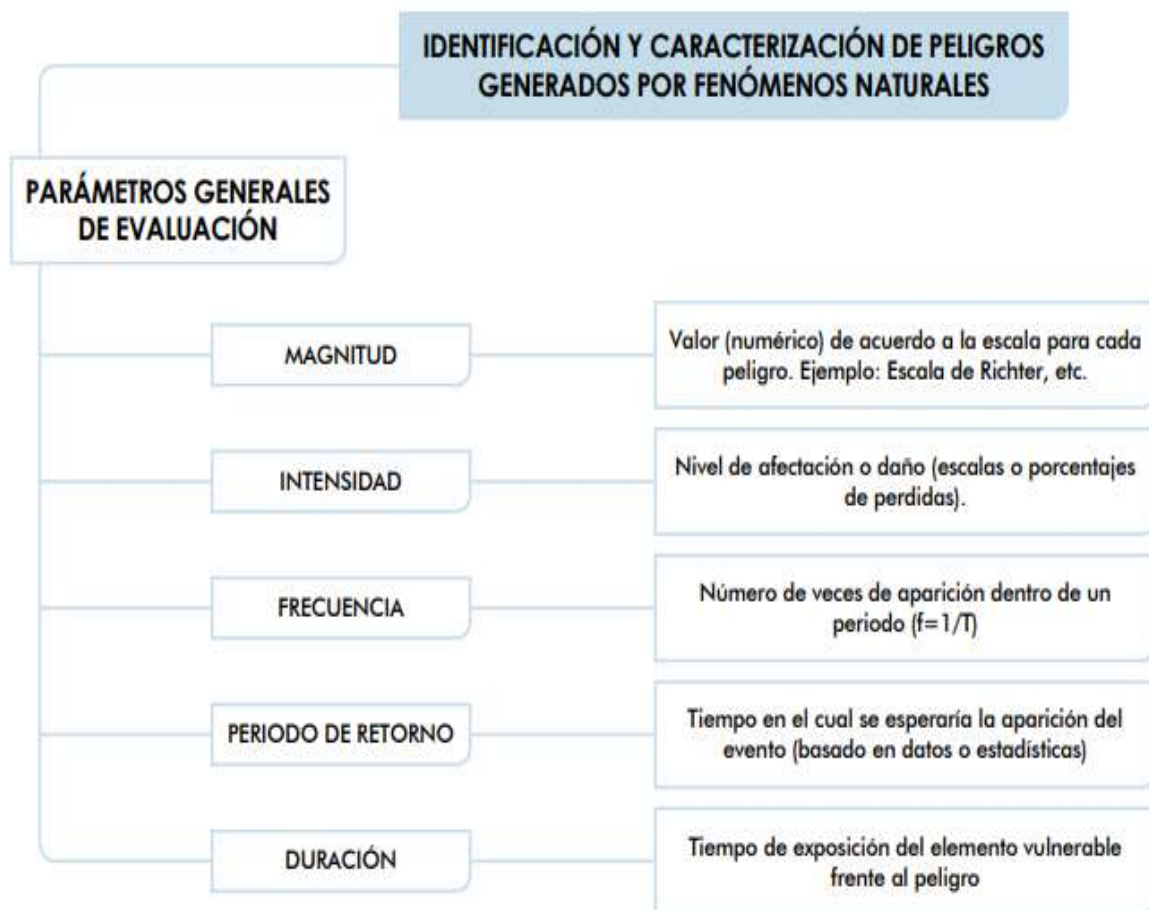 IDENTIFICACIÓN Y CARACTERIZACIÓN DE PELIGROS
GENERADOS POR FENÓMENOS NATURALES
PARÁMETROS GENERALES
DE EVALUACIÓN
MAGNITUD
Valor (numérico) de acuerdo a la escala para cada
peligro. Ejemplo: Escala de Richter, etc.
INTENSIDAD
Nivel de afectación o daño (escalas o porcentajes
de perdidas).
FRECUENCIA
Número de veces de aparición dentro de un
periodo (f=1/T)
PERIODO DE RETORNO
Tiempo en el cual se esperaría la aparición del
evento (basado en datos o estadísticas)
DURACIÓN
Tiempo de exposición del elemento vulnerable
frente al peligro